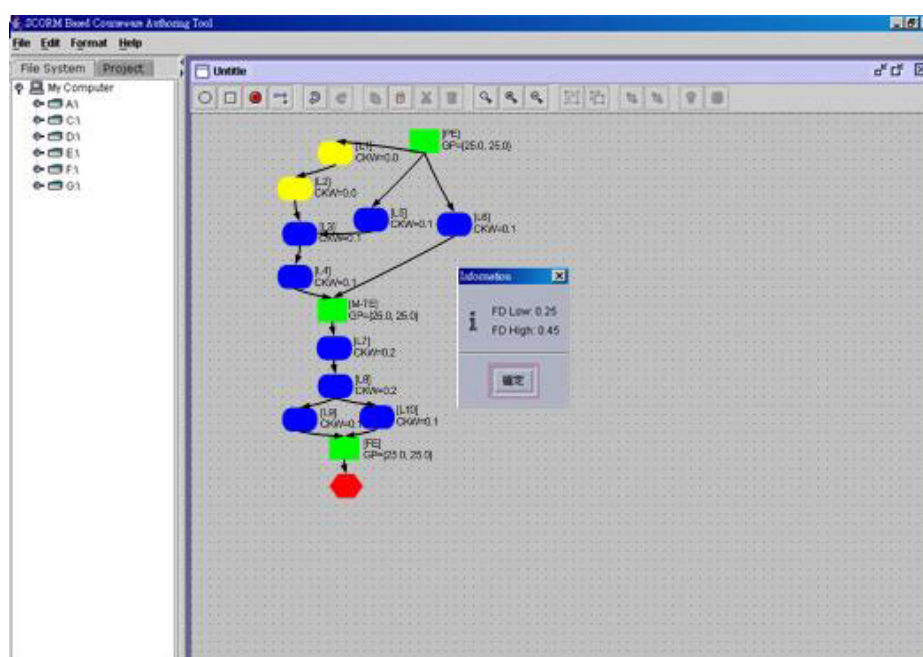 SCORM Based Courseware Authoring Tool
File Edit Format Help
File System Project
My Computer
A:\
C:\
D:\
E:\
F:\
G:\
Untitle
[PE]
GP={25.0, 25.0}
[L1]
CKW=0.0
[L2]
CKW=0.0
[L5]
CKW=0.1
[L6]
CKW=0.1
[L3]
CKW=0.1
[L4]
CKW=0.1
[M-TE]
GP={25.0, 25.0}
[L7]
CKW=0.2
[L8]
CKW=0.2
[L9]
CKW=0.1
[L10]
CKW=0.1
[FE]
GP={25.0, 25.0}
Information
FD Low: 0.25
FD High: 0.45
確定